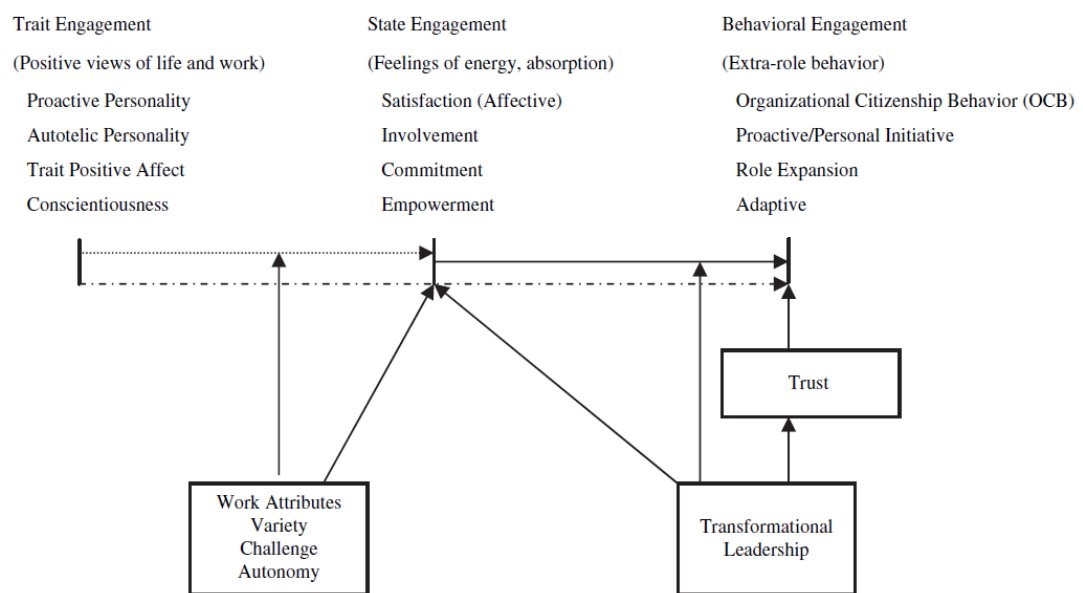 Trait Engagement
(Positive views of life and work)
Proactive Personality
Autotelic Personality
Trait Positive Affect
Conscientiousness
State Engagement
(Feelings of energy, absorption)
Satisfaction (Affective)
Involvement
Commitment
Empowerment
Behavioral Engagement
(Extra-role behavior)
Organizational Citizenship Behavior (OCB)
Proactive/Personal Initiative
Role Expansion
Adaptive
Trust
Work Attributes
Variety
Challenge
Autonomy
Transformational
Leadership